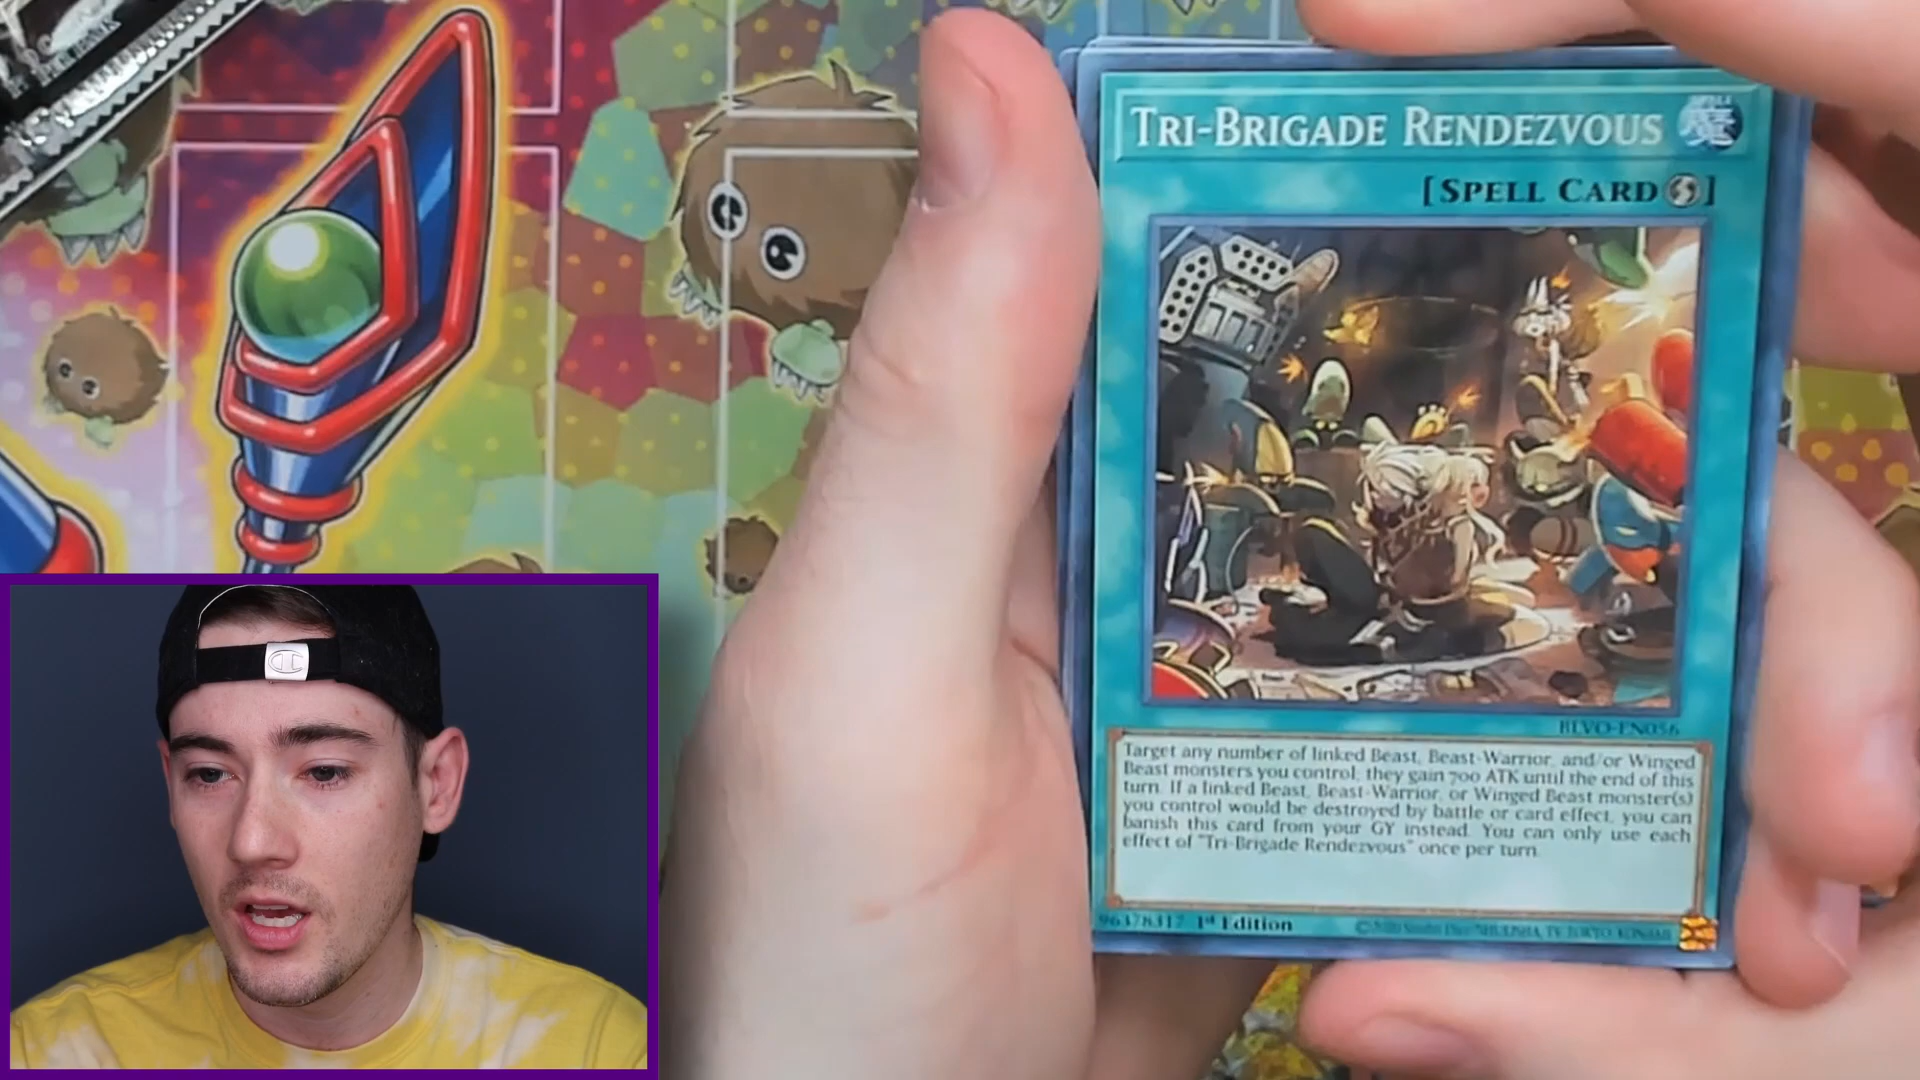 TRI-BRIGADE RENDEZVOUS
[SPELL CARD]
BLVO-EN056
Target any number of linked Beast, Beast-Warrior, and/or Winged
Beast monsters you control; they gain 700 ATK until the end of this
turn. If a linked Beast, Beast-Warrior, or Winged Beast monster(s)
you control would be destroyed by battle or card effect, you can
banish this card from your GY instead. You can only use each
effect of "Tri-Brigade Rendezvous" once per turn.
96378317 1st Edition